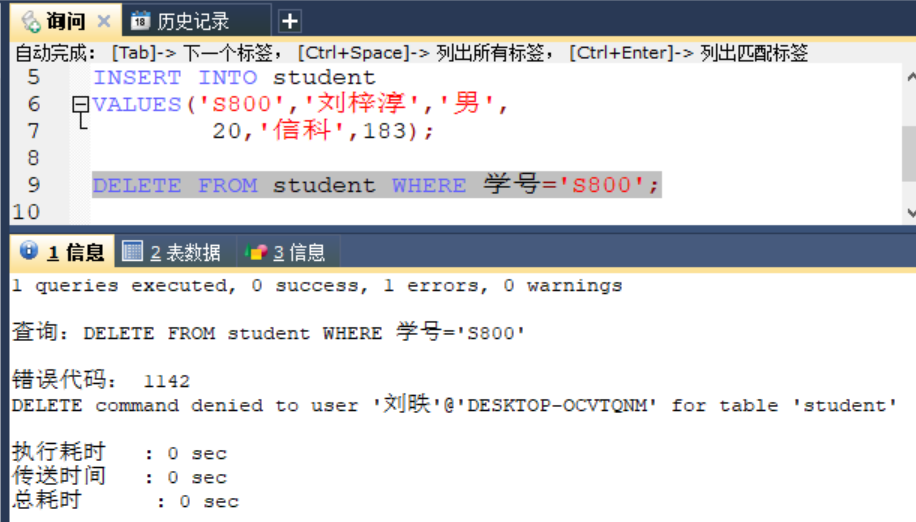 询问 × 历史记录 +
自动完成: [Tab]-> 下一个标签， [Ctrl+Space]-> 列出所有标签， [Ctrl+Enter]-> 列出匹配标签
5 INSERT INTO student
6 VALUES('S800','刘梓淳','男',
7 20,'信科',183);
8
9 DELETE FROM student WHERE 学号='S800';
10
1 信息 2 表数据 3 信息
1 queries executed, 0 success, 1 errors, 0 warnings
查询: DELETE FROM student WHERE 学号='S800'
错误代码: 1142
DELETE command denied to user '刘昳'@'DESKTOP-OCVTQNM' for table 'student'
执行耗时 : 0 sec
传送时间 : 0 sec
总耗时 : 0 sec